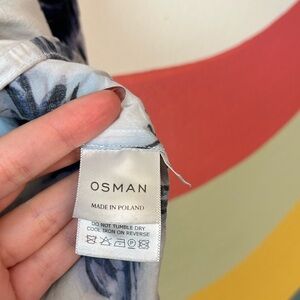 OSMAN
MADE IN POLAND
DO NOT TUMBLE DRY
COOL IRON ON REVERSE